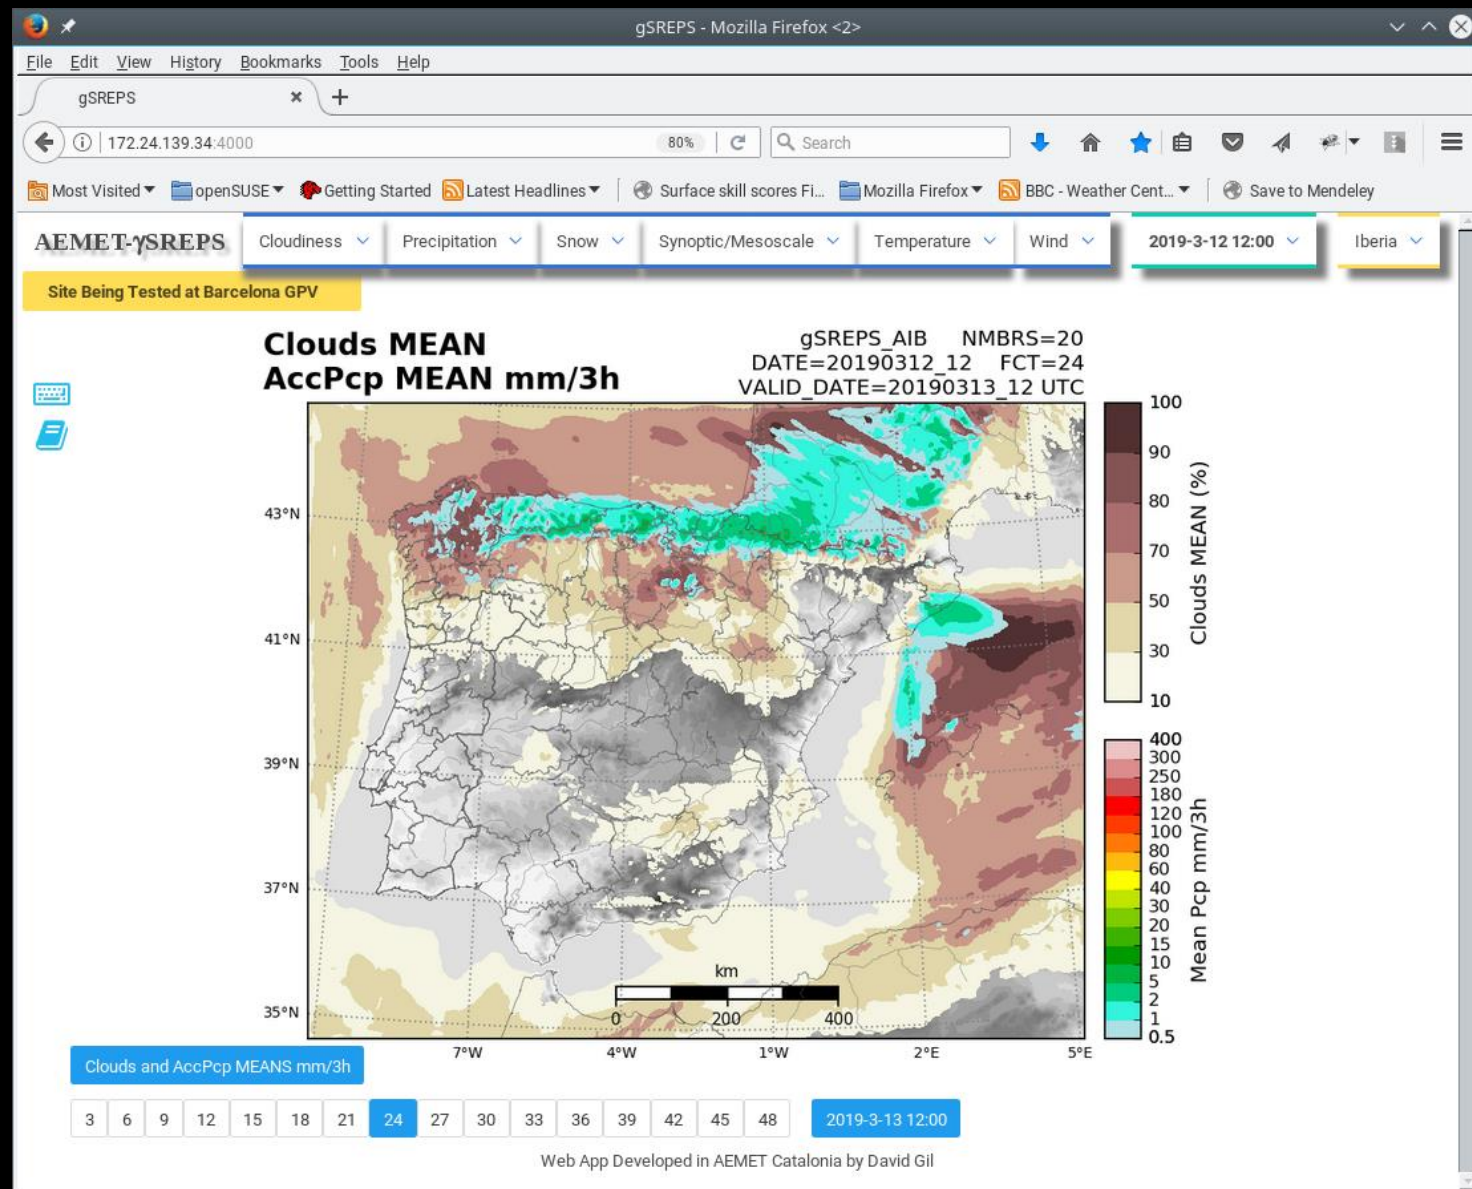 gSREPS - Mozilla Firefox <2>
File Edit View History Bookmarks Tools Help
gSREPS
172.24.139.34:4000 80% Search
Most Visited openSUSE Getting Started Latest Headlines Surface skill scores Fi... Mozilla Firefox BBC - Weather Cent... Save to Mendeley
AEMET-γSREPS Cloudiness Precipitation Snow Synoptic/Mesoscale Temperature Wind 2019-3-12 12:00 Iberia
Site Being Tested at Barcelona GPV
Clouds MEAN
AccPcp MEAN mm/3h
gSREPS_AIB NMBRS=20
DATE=20190312_12 FCT=24
VALID_DATE=20190313_12 UTC
43°N
41°N
39°N
37°N
35°N
7°W 4°W 1°W 2°E 5°E
km
0 200 400
100
90
80
70
50
30
10
Clouds MEAN (%)
400
300
250
180
120
100
80
60
40
30
20
15
10
5
2
1
0.5
Mean Pcp mm/3h
Clouds and AccPcp MEANS mm/3h
3 6 9 12 15 18 21 24 27 30 33 36 39 42 45 48 2019-3-13 12:00
Web App Developed in AEMET Catalonia by David Gil